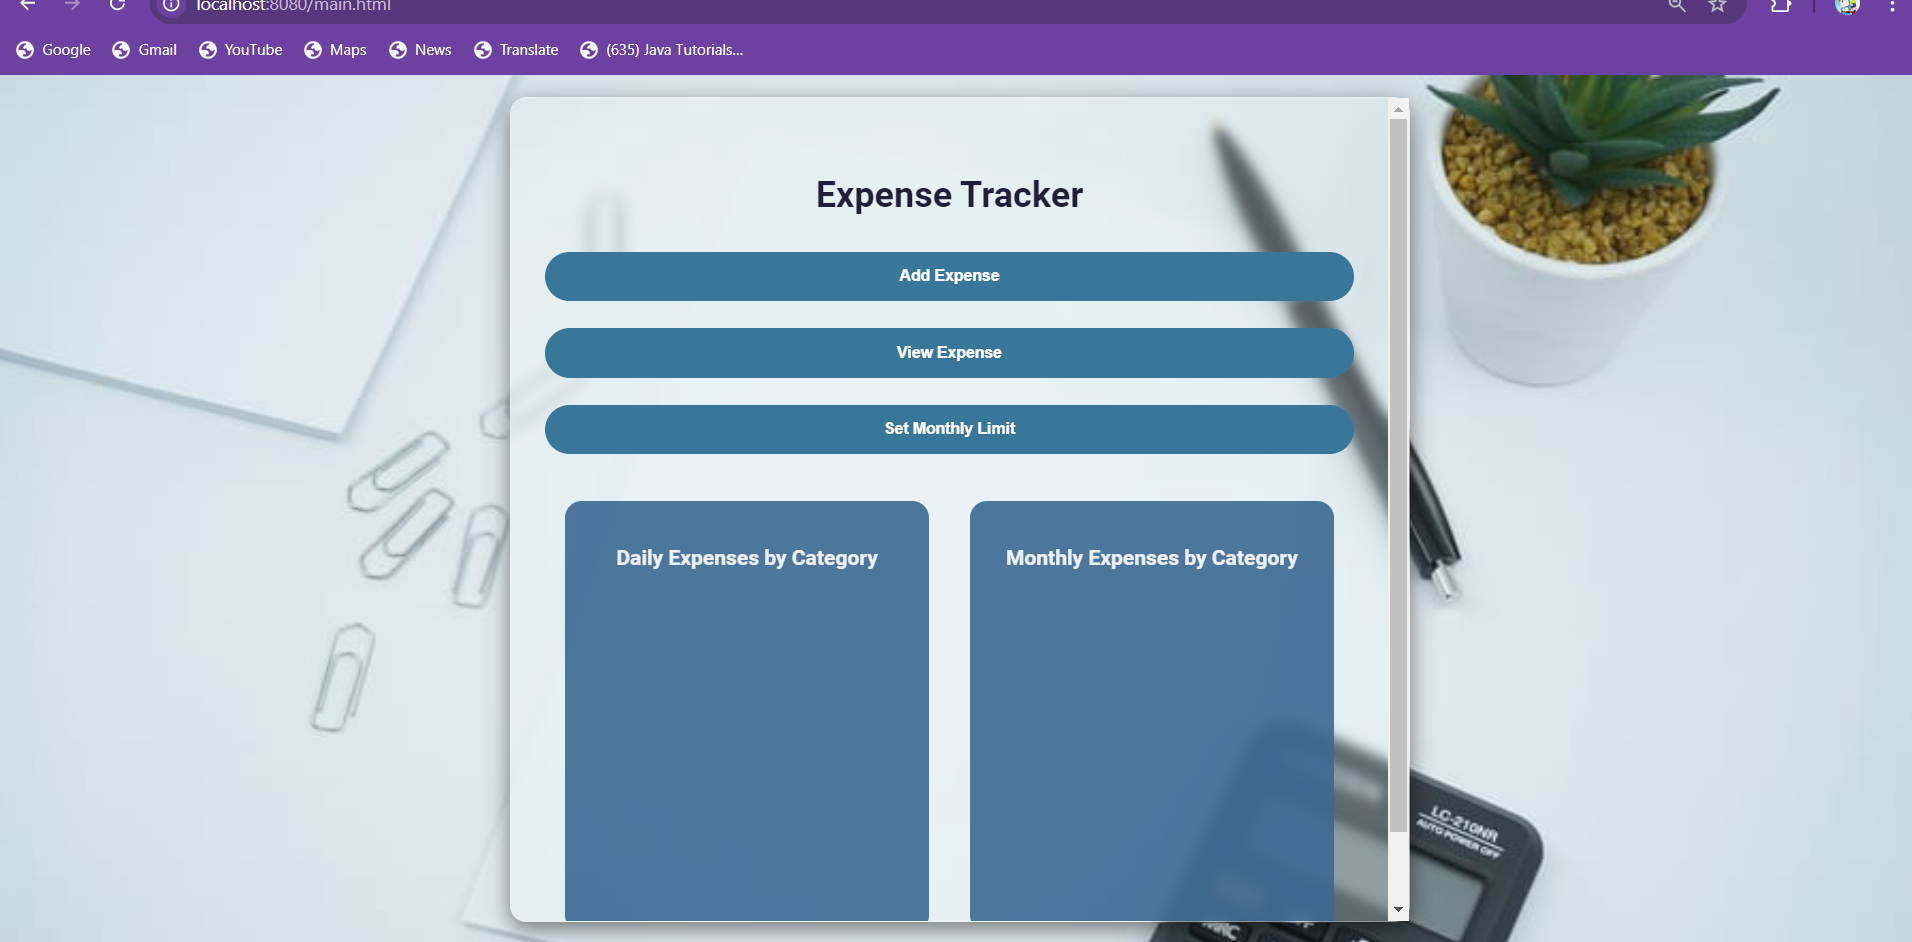 localhost:8080/main.html
Google Gmail YouTube Maps News Translate (635) Java Tutorials...
Expense Tracker
Add Expense
View Expense
Set Monthly Limit
Daily Expenses by Category Monthly Expenses by Category
LC-210NR
AUTO POWER OFF